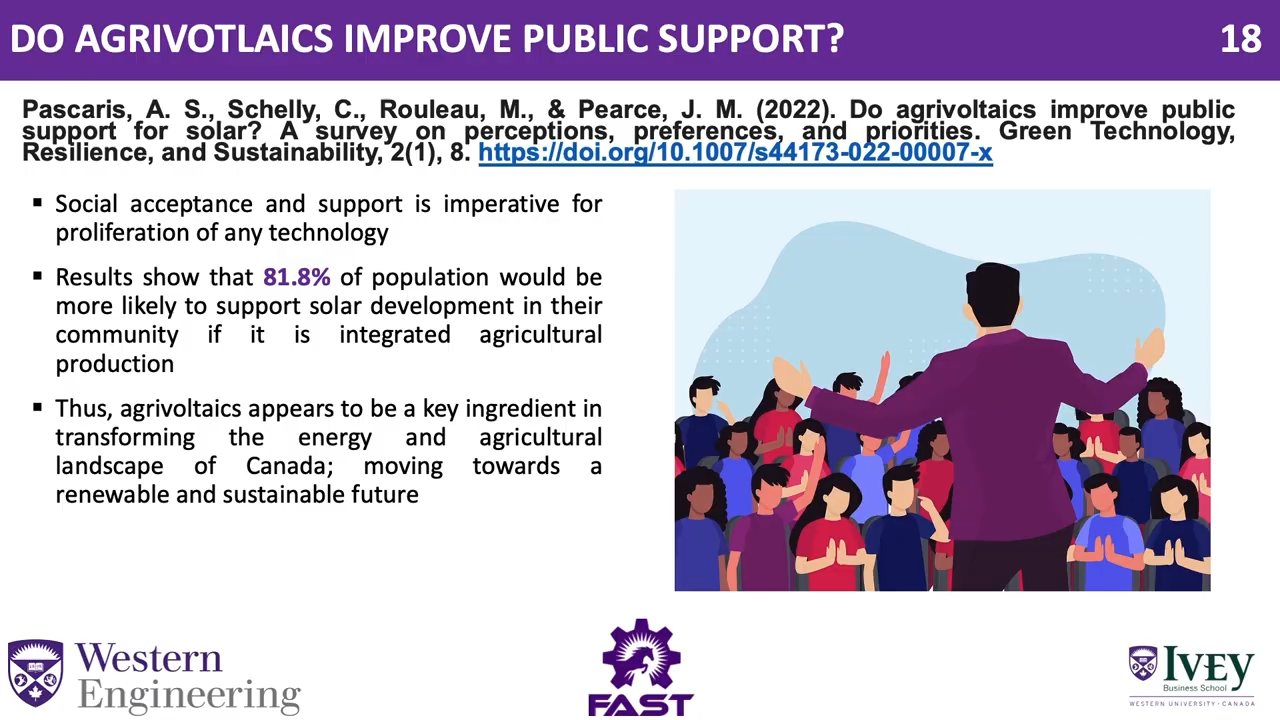 DO AGRIVOTLAICS IMPROVE PUBLIC SUPPORT?
18
Pascaris, A. S., Schelly, C., Rouleau, M., & Pearce, J. M. (2022). Do agrivoltaics improve public
support for solar? A survey on perceptions, preferences, and priorities. Green Technology,
Resilience, and Sustainability, 2(1), 8. https://doi.org/10.1007/s44173-022-00007-x
▪ Social acceptance and support is imperative for
proliferation of any technology
▪ Results show that 81.8% of population would be
more likely to support solar development in their
community if it is integrated agricultural
production
▪ Thus, agrivoltaics appears to be a key ingredient in
transforming the energy and agricultural
landscape of Canada; moving towards a
renewable and sustainable future
Western
Engineering
FAST
IVEY
Business School
WESTERN UNIVERSITY · CANADA